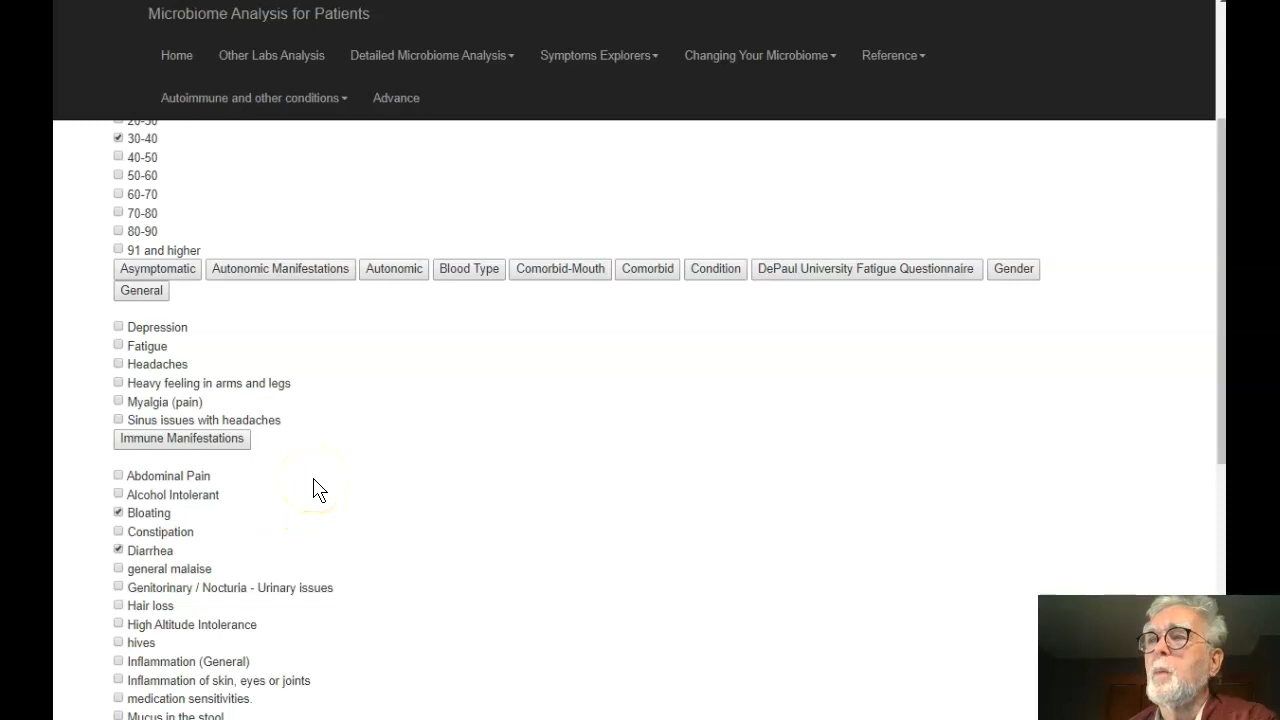 Microbiome Analysis for Patients
Home Other Labs Analysis Detailed Microbiome Analysis Symptoms Explorers Changing Your Microbiome Reference
Autoimmune and other conditions Advance
20-30
30-40
40-50
50-60
60-70
70-80
80-90
91 and higher
Asymptomatic Autonomic Manifestations Autonomic Blood Type Comorbid-Mouth Comorbid Condition DePaul University Fatigue Questionnaire Gender
General
Depression
Fatigue
Headaches
Heavy feeling in arms and legs
Myalgia (pain)
Sinus issues with headaches
Immune Manifestations
Abdominal Pain
Alcohol Intolerant
Bloating
Constipation
Diarrhea
general malaise
Genitorinary / Nocturia - Urinary issues
Hair loss
High Altitude Intolerance
hives
Inflammation (General)
Inflammation of skin, eyes or joints
medication sensitivities.
Mucus in the stool